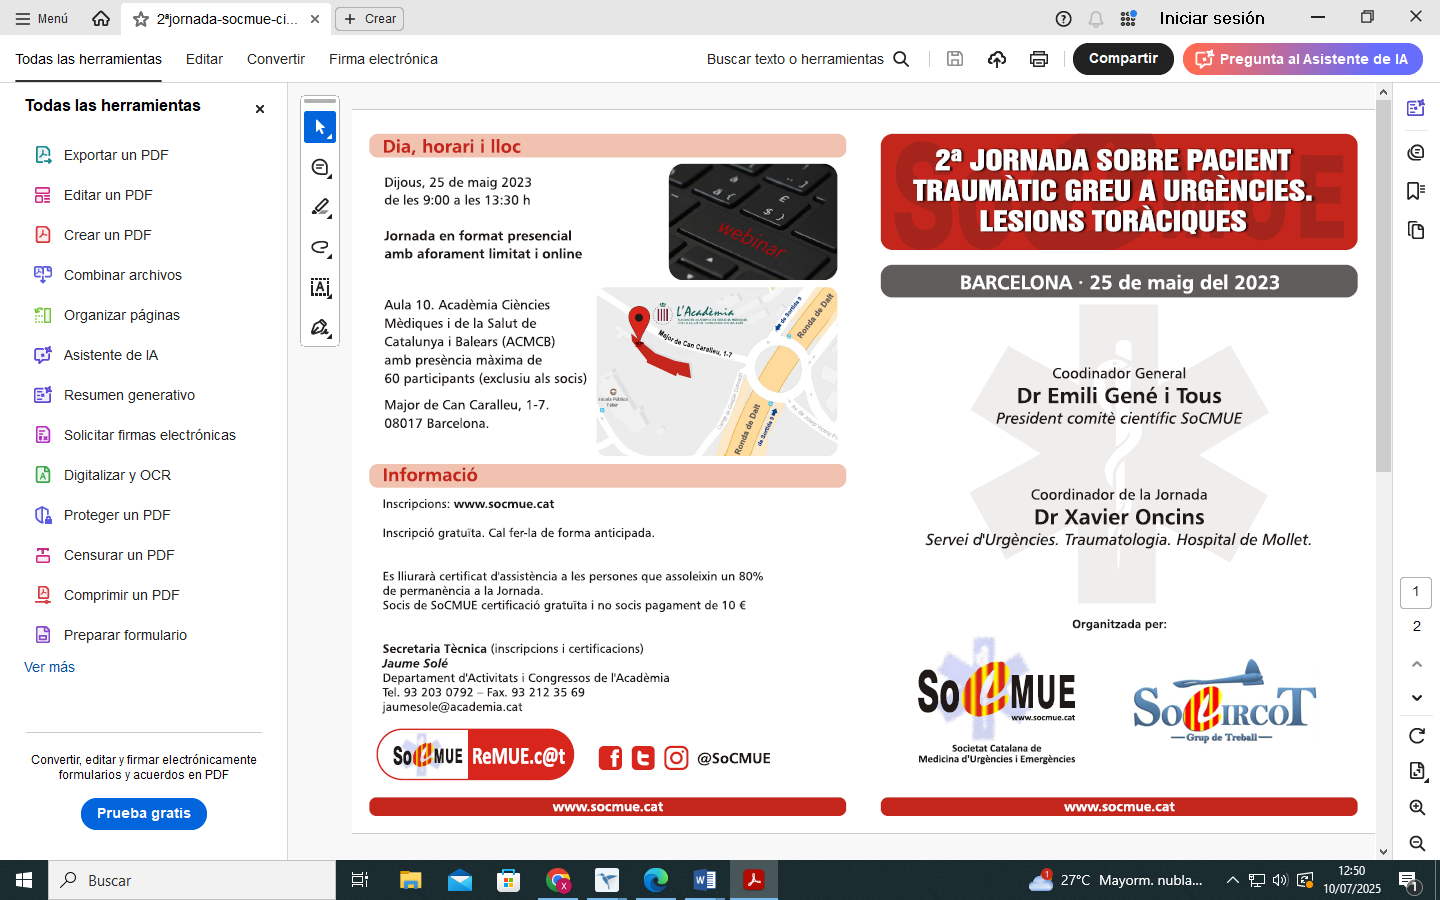 Menú
2ªjornada-socmue-ci...
Crear
Iniciar sesión
Todas las herramientas
Editar
Convertir
Firma electrónica
Buscar texto o herramientas
Compartir
Pregunta al Asistente de IA
Todas las herramientas
Exportar un PDF
Editar un PDF
Crear un PDF
Combinar archivos
Organizar páginas
Asistente de IA
Resumen generativo
Solicitar firmas electrónicas
Digitalizar y OCR
Proteger un PDF
Censurar un PDF
Comprimir un PDF
Preparar formulario
Ver más
Convertir, editar y firmar electrónicamente
formularios y acuerdos en PDF
Prueba gratis
Dia, horari i lloc
Dijous, 25 de maig 2023
de les 9:00 a les 13:30 h
Jornada en format presencial
amb aforament limitat i online
webinar
Aula 10. Acadèmia Ciències
Mèdiques i de la Salut de
Catalunya i Balears (ACMCB)
amb presència màxima de
60 participants (exclusiu als socis)
Major de Can Caralleu, 1-7.
08017 Barcelona.
L'Acadèmia
Major de Can Caralleu, 1-7
Ronda de Dalt
de Sortida 9
Ronda de Dalt
de Sortida 9
Escola Pública
Informació
Inscripcions: www.socmue.cat
Inscripció gratuïta. Cal fer-la de forma anticipada.
Es lliurarà certificat d'assistència a les persones que assoleixin un 80%
de permanència a la Jornada.
Socis de SoCMUE certificació gratuïta i no socis pagament de 10 €
Secretaria Tècnica (inscripcions i certificacions)
Jaume Solé
Departament d'Activitats i Congressos de l'Acadèmia
Tel. 93 203 0792 – Fax. 93 212 35 69
jaumesole@academia.cat
SoCMUE ReMUE.c@t
@SoCMUE
www.socmue.cat
SoCMUE
2ª JORNADA SOBRE PACIENT
TRAUMÀTIC GREU A URGÈNCIES.
LESIONS TORÀCIQUES
BARCELONA · 25 de maig del 2023
Coodinador General
Dr Emili Gené i Tous
President comitè científic SoCMUE
Coordinador de la Jornada
Dr Xavier Oncins
Servei d'Urgències. Traumatologia. Hospital de Mollet.
Organitzada per:
SoCMUE
www.socmue.cat
Societat Catalana de
Medicina d'Urgències i Emergències
SoCCIRCOT
Grup de Treball
www.socmue.cat
1
2
Buscar
1
27°C Mayorm. nubla...
12:50
10/07/2025
1